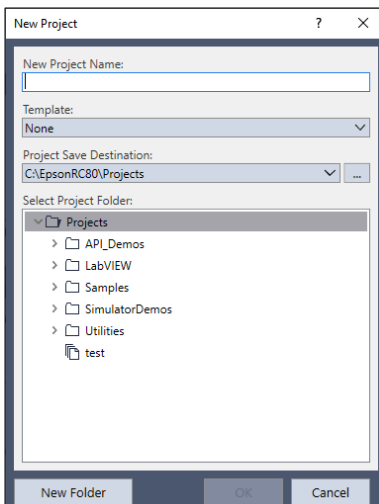 New Project
?
New Project Name:
Template:
None
Project Save Destination:
C:\EpsonRC80\Projects
...
Select Project Folder:
Projects
API_Demos
LabVIEW
Samples
SimulatorDemos
Utilities
test
New Folder
OK
Cancel